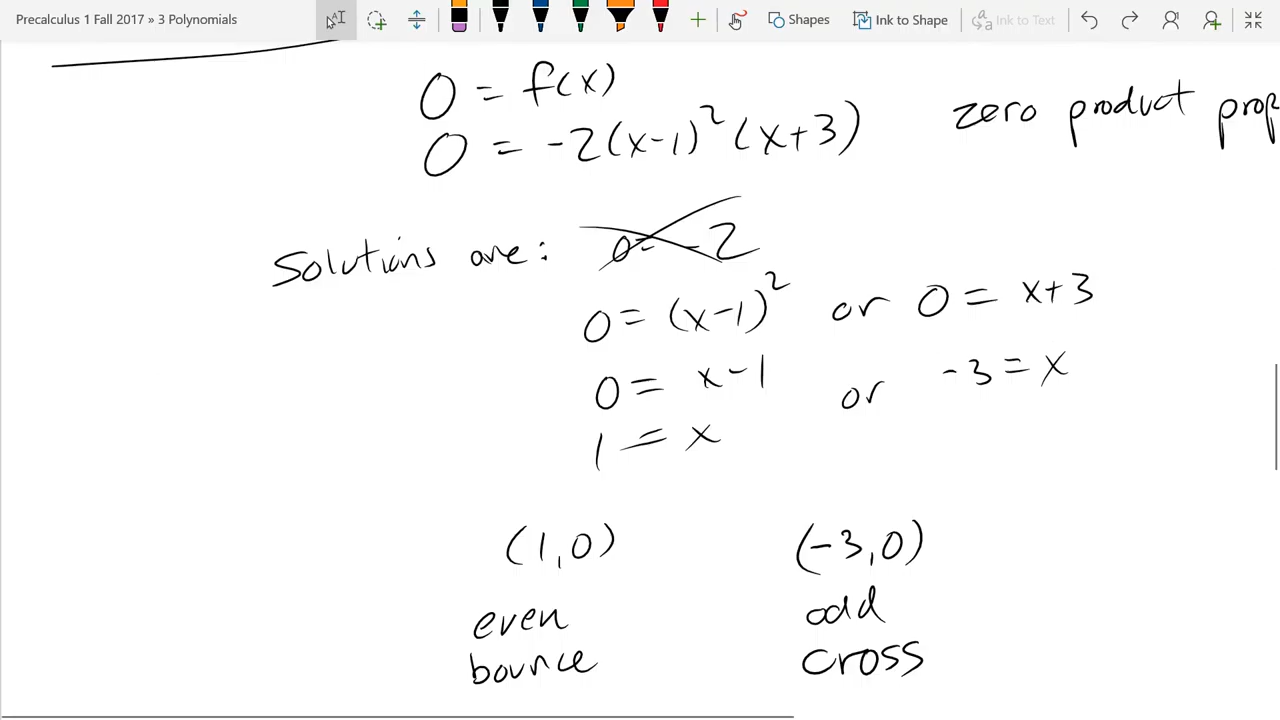 Precalculus 1 Fall 2017 » 3 Polynomials
Shapes
Ink to Shape
Ink to Text
0 = f(x)
0 = -2(x-1)² (x+3) zero product prop
Solutions are: 0 = -2
0 = (x-1)² or 0 = x+3
0 = x-1 or -3 = x
1 = x
(1,0) (-3,0)
even odd
bounce cross